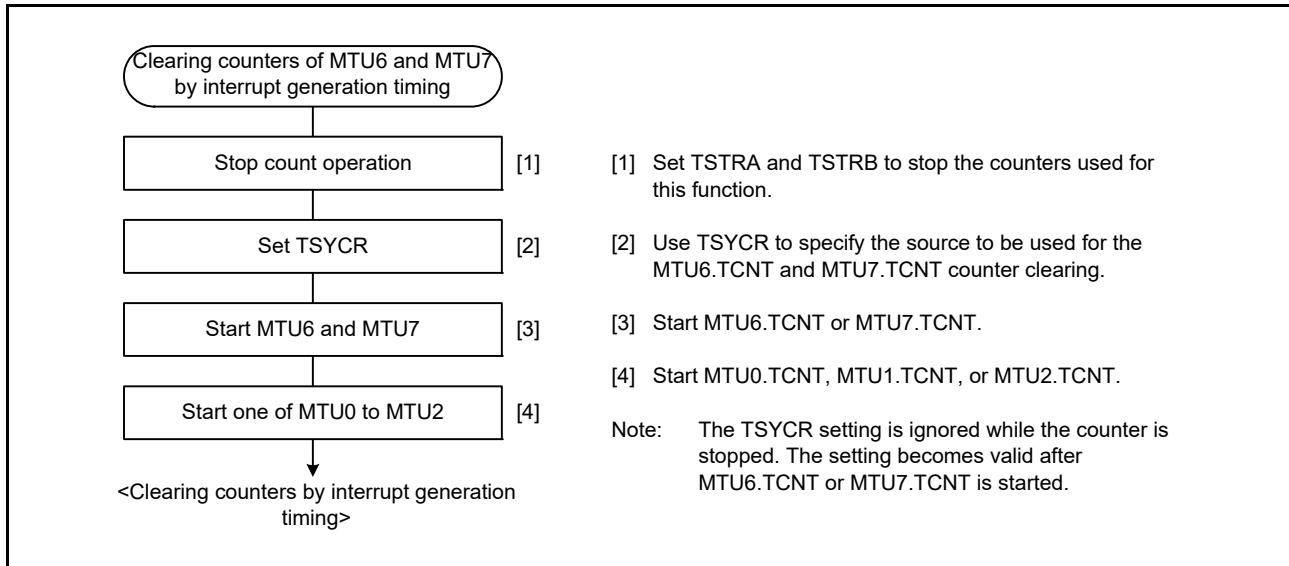 Clearing counters of MTU6 and MTU7
by interrupt generation timing
Stop count operation
[1]
Set TSYCR
[2]
Start MTU6 and MTU7
[3]
Start one of MTU0 to MTU2
[4]
<Clearing counters by interrupt generation
timing>
[1] Set TSTRA and TSTRB to stop the counters used for
this function.
[2] Use TSYCR to specify the source to be used for the
MTU6.TCNT and MTU7.TCNT counter clearing.
[3] Start MTU6.TCNT or MTU7.TCNT.
[4] Start MTU0.TCNT, MTU1.TCNT, or MTU2.TCNT.
Note: The TSYCR setting is ignored while the counter is
stopped. The setting becomes valid after
MTU6.TCNT or MTU7.TCNT is started.